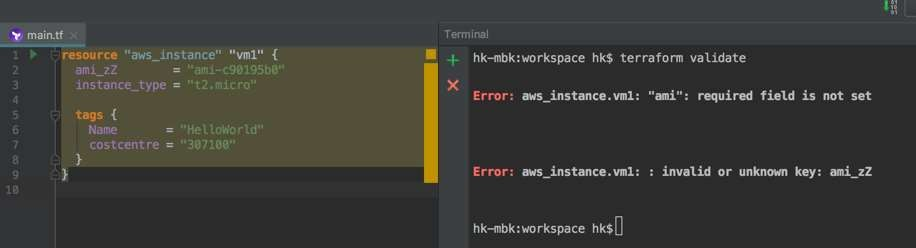 main.tf
1 resource "aws_instance" "vm1" {
2 ami_zZ = "ami-c90195b0"
3 instance_type = "t2.micro"
4
5 tags {
6 Name = "HelloWorld"
7 costcentre = "307100"
8 }
9 }
10
Terminal
hk-mbk:workspace hk$ terraform validate
Error: aws_instance.vm1: "ami": required field is not set
Error: aws_instance.vm1: : invalid or unknown key: ami_zZ
hk-mbk:workspace hk$